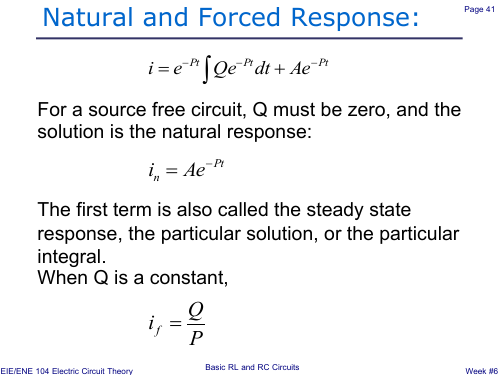 Natural and Forced Response:
Page 41
i = e^{-Pt} ∫ Qe^{-Pt} dt + Ae^{-Pt}
For a source free circuit, Q must be zero, and the
solution is the natural response:
i_n = Ae^{-Pt}
The first term is also called the steady state
response, the particular solution, or the particular
integral.
When Q is a constant,
i_f = Q/P
EIE/ENE 104 Electric Circuit Theory
Basic RL and RC Circuits
Week #6